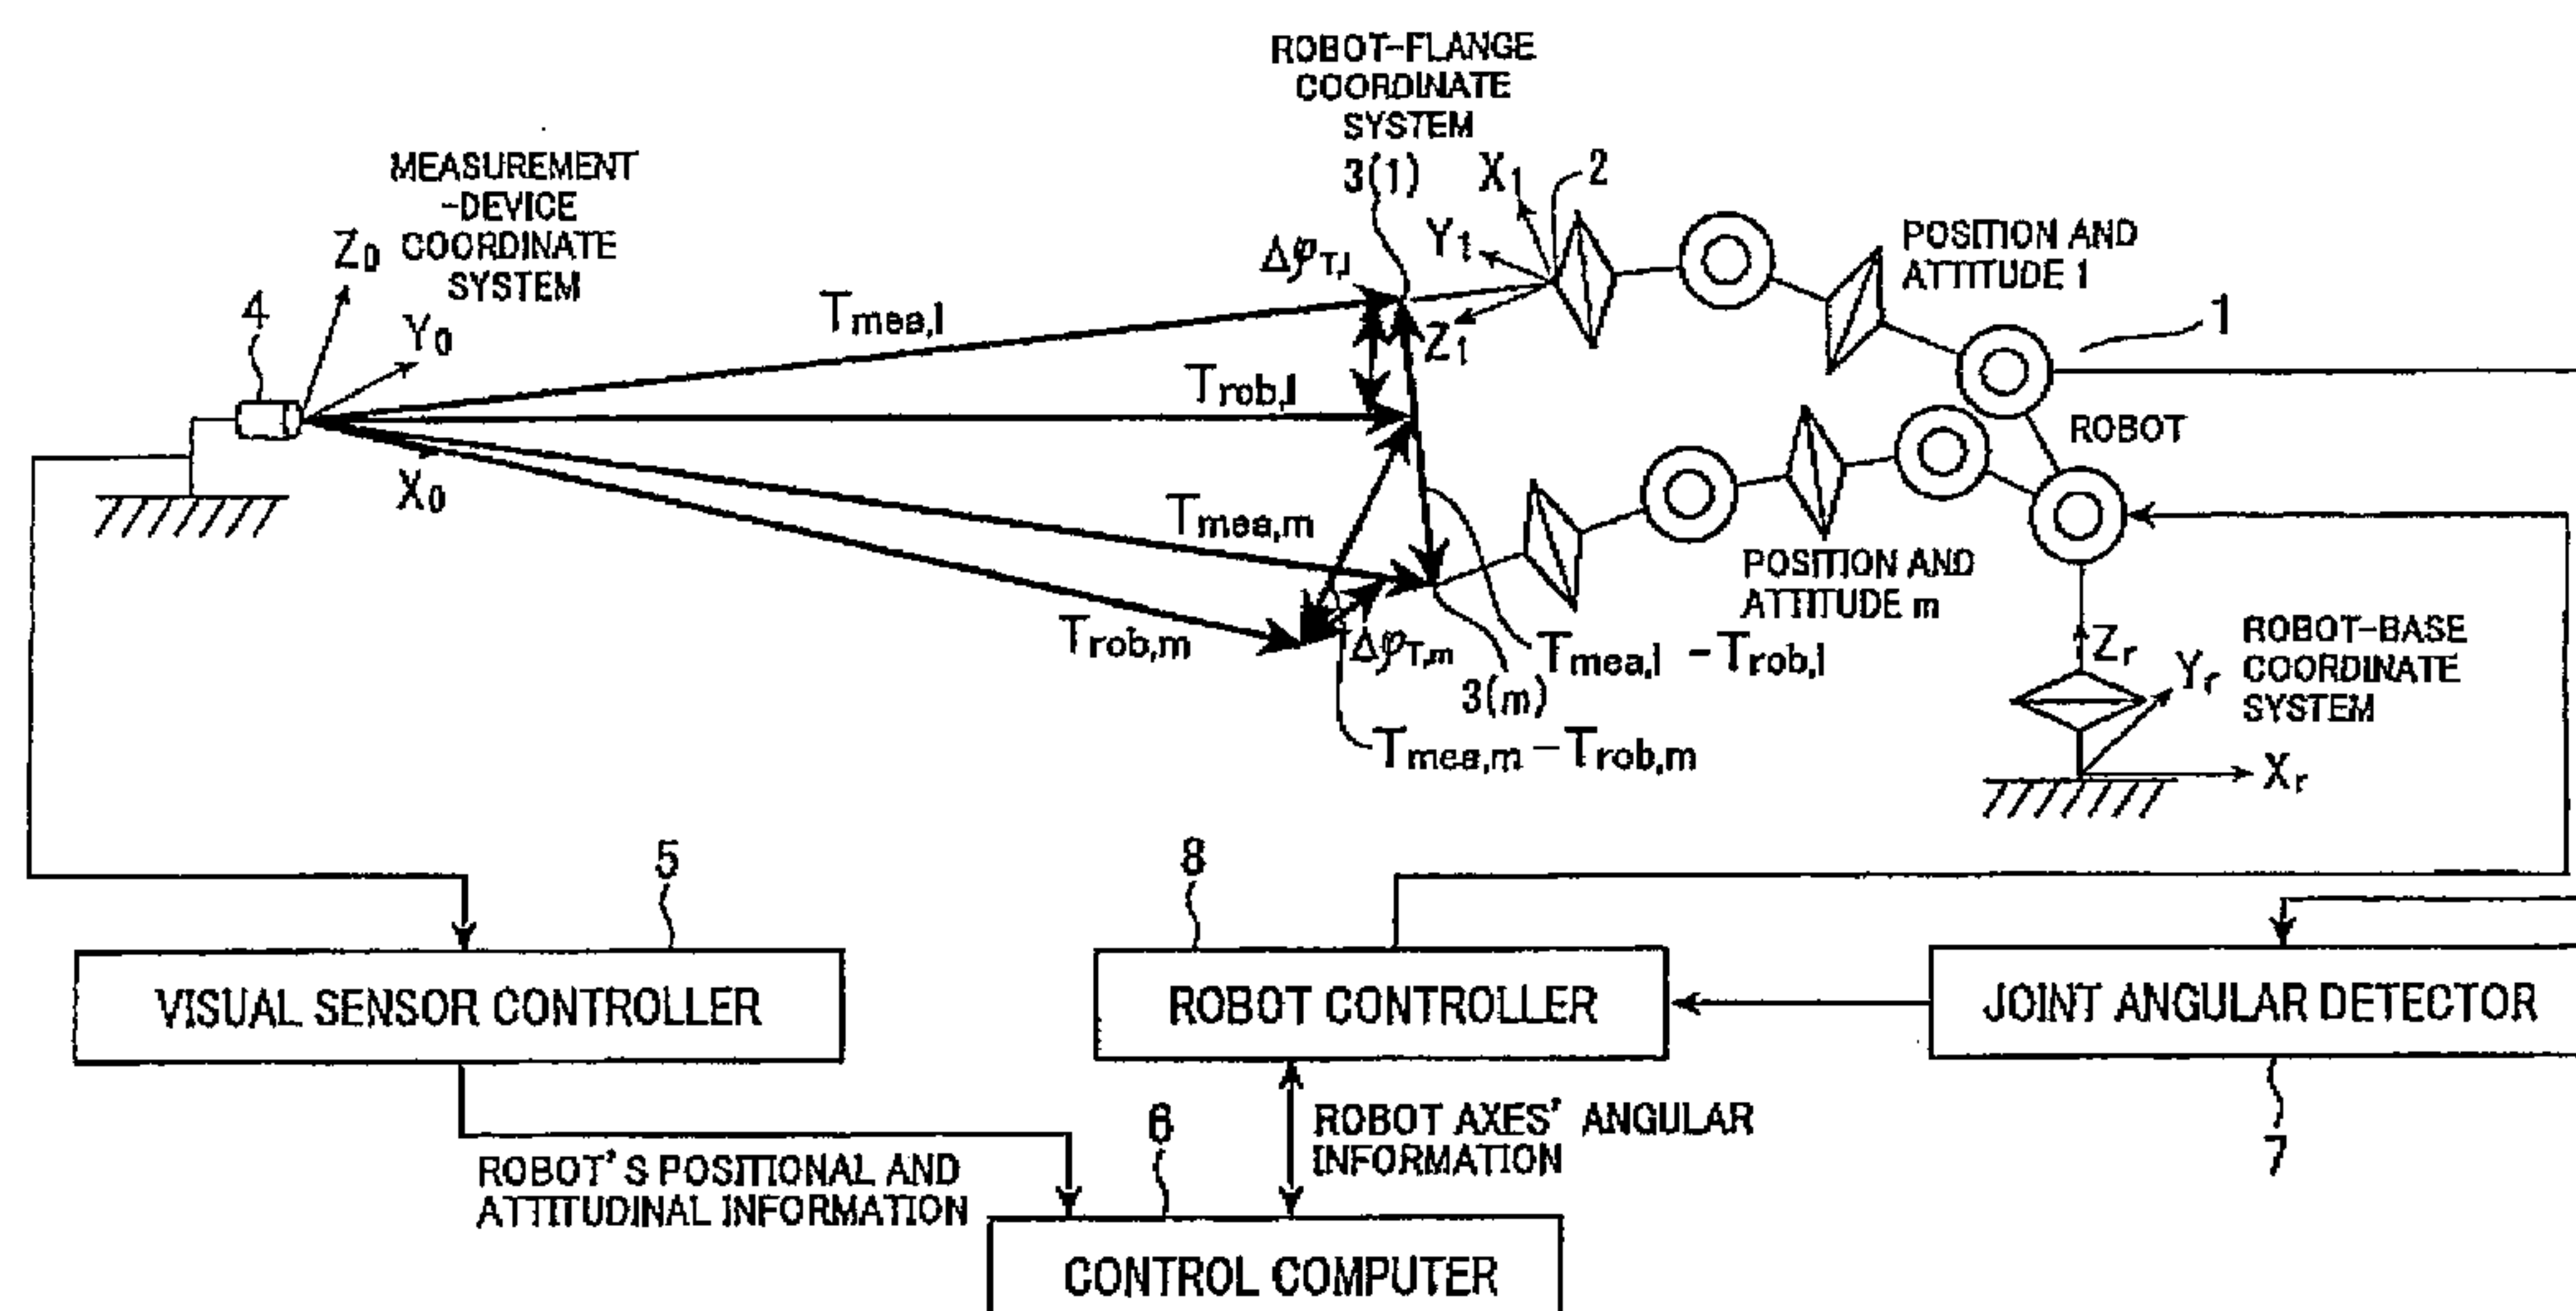 ROBOT-FLANGE
COORDINATE
SYSTEM
3(1)
X1
2
Y1
Z1
MEASUREMENT
-DEVICE
COORDINATE
SYSTEM
Z0
Y0
X0
4
Tmea,l
ΔφT,l
Trob,l
Tmea,m
Trob,m
ΔφT,m
Tmea,l -Trob,l
3(m)
Tmea,m -Trob,m
POSITION AND
ATTITUDE l
1
ROBOT
POSITION AND
ATTITUDE m
Zr
Yr
Xr
ROBOT-BASE
COORDINATE
SYSTEM
5
8
VISUAL SENSOR CONTROLLER
ROBOT CONTROLLER
JOINT ANGULAR DETECTOR
7
6
ROBOT AXES' ANGULAR
INFORMATION
ROBOT'S POSITIONAL AND
ATTITUDINAL INFORMATION
CONTROL COMPUTER